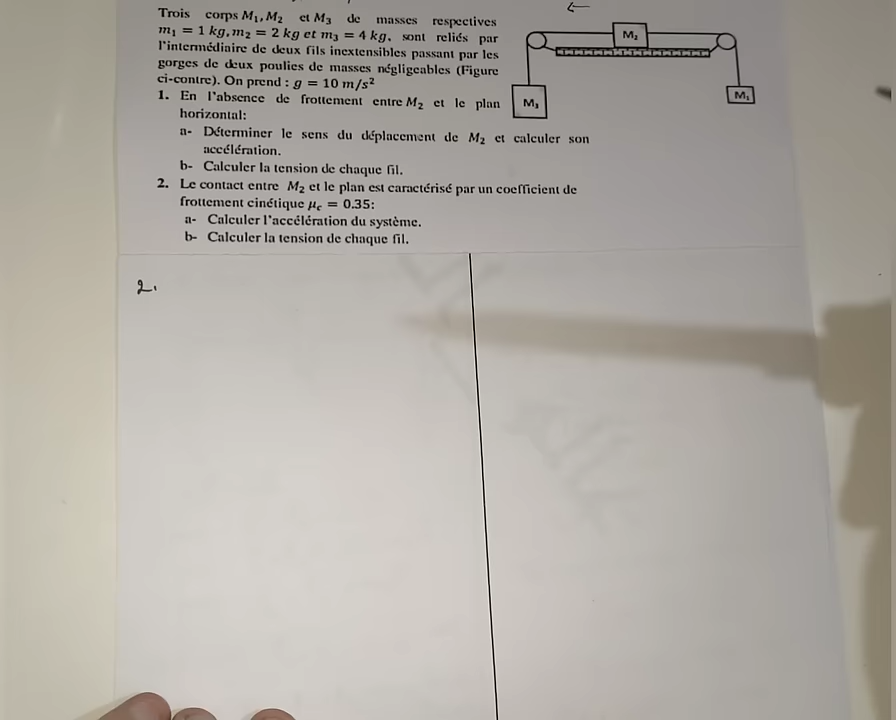 Trois corps M₁, M₂ et M₃ de masses respectives
m₁ = 1 kg, m₂ = 2 kg et m₃ = 4 kg, sont reliés par
l'intermédiaire de deux fils inextensibles passant par les
gorges de deux poulies de masses négligeables (Figure
ci-contre). On prend : g = 10 m/s²
1. En l'absence de frottement entre M₂ et le plan
horizontal:
a- Déterminer le sens du déplacement de M₂ et calculer son
accélération.
b- Calculer la tension de chaque fil.
2. Le contact entre M₂ et le plan est caractérisé par un coefficient de
frottement cinétique μ_c = 0.35:
a- Calculer l'accélération du système.
b- Calculer la tension de chaque fil.
M₂
M₃
M₁
2.